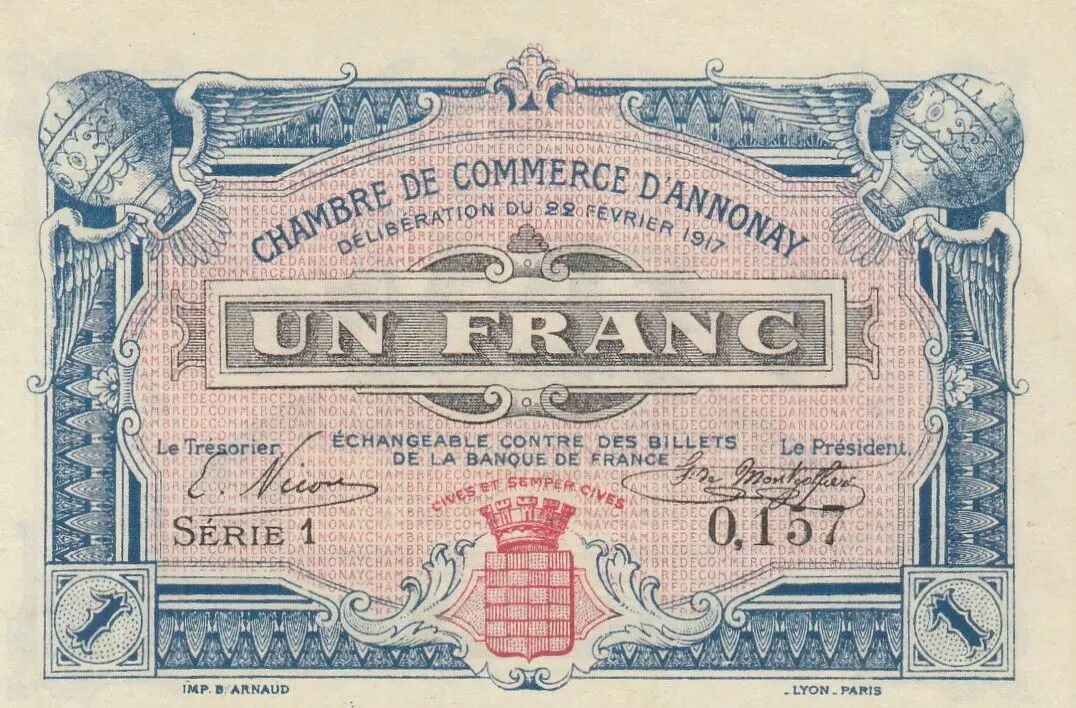 CHAMBRE DE COMMERCE D'ANNONAY
DÉLIBÉRATION DU 22 FÉVRIER 1917
UN FRANC
Le Trésorier
ÉCHANGEABLE CONTRE DES BILLETS
DE LA BANQUE DE FRANCE
Le Président,
CIVES ET SEMPER CIVES
SÉRIE 1
0,157
IMP. B. ARNAUD
LYON - PARIS